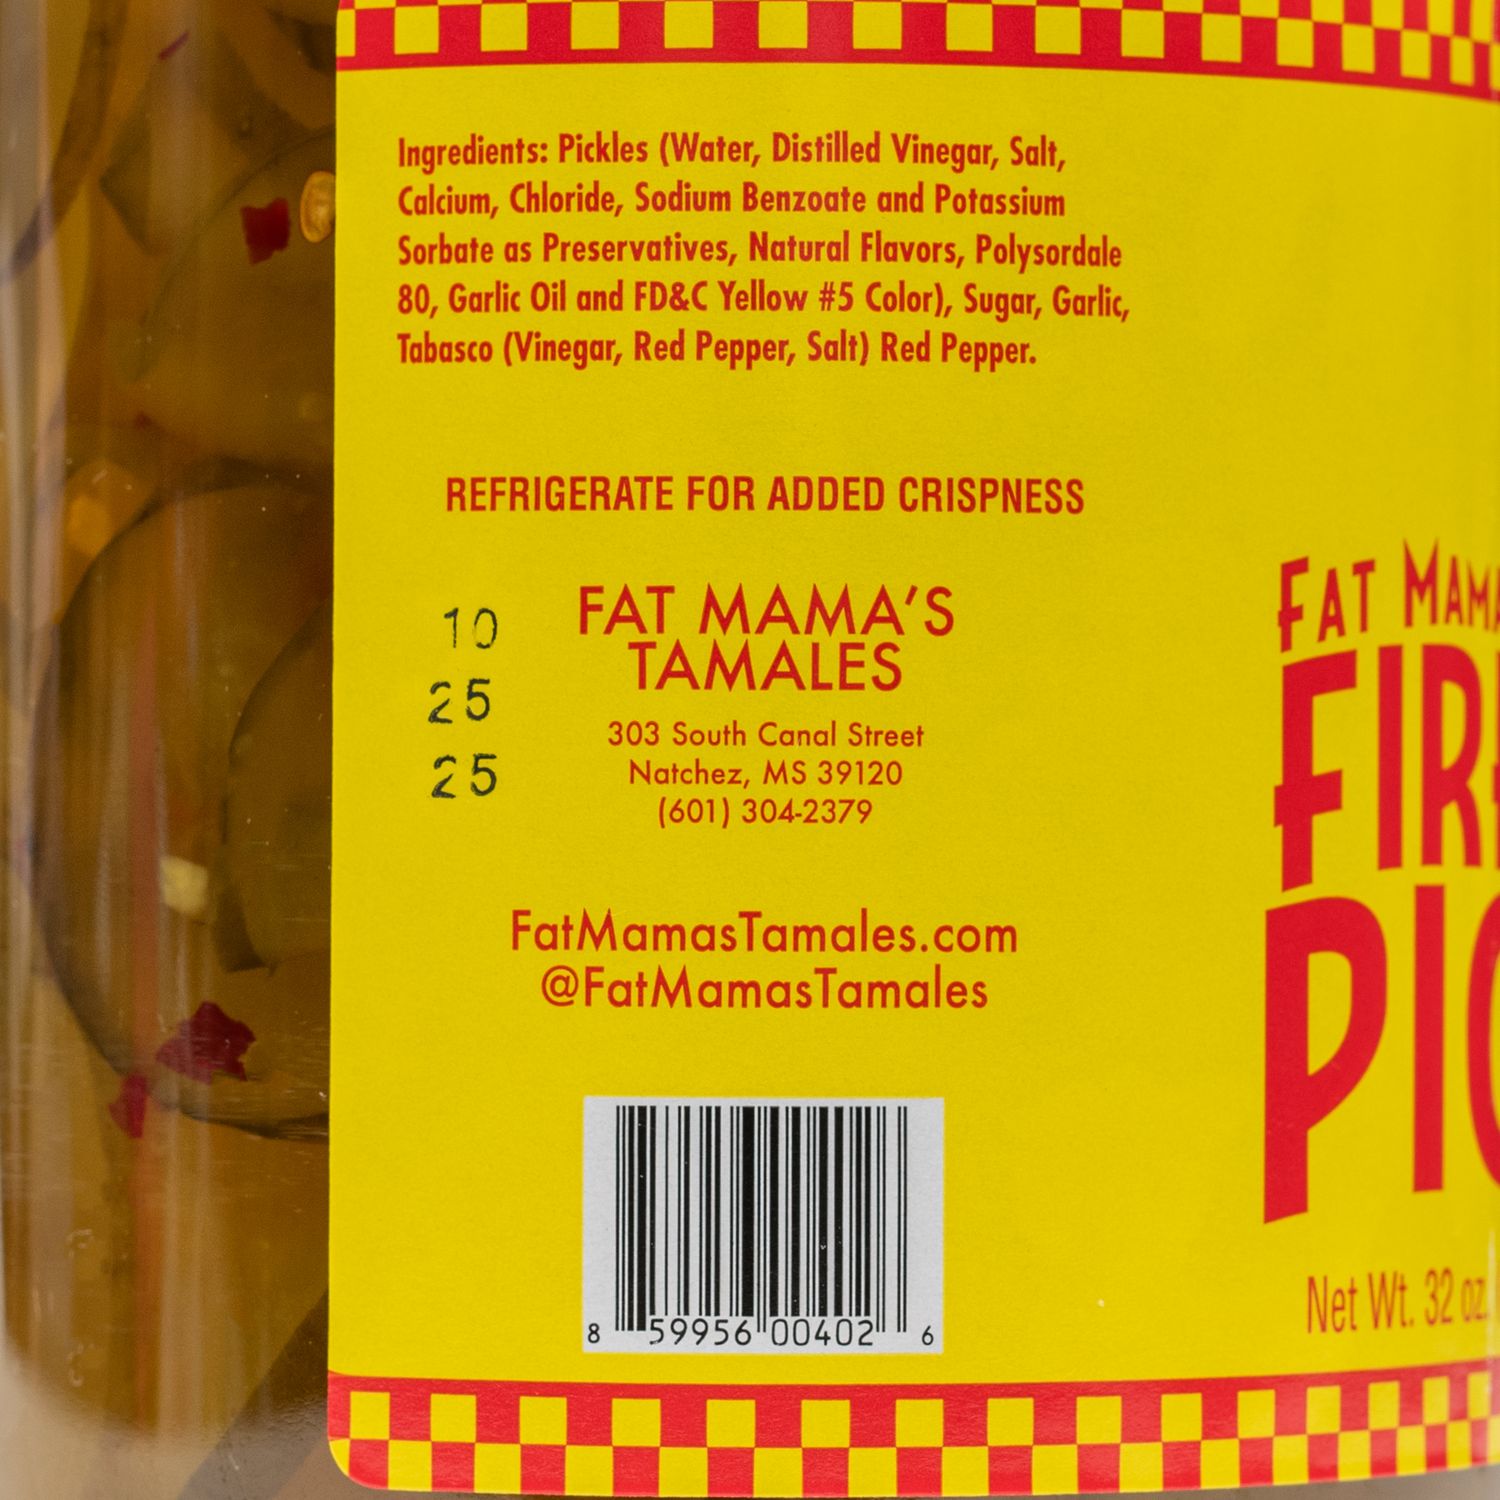 Ingredients: Pickles (Water, Distilled Vinegar, Salt,
Calcium, Chloride, Sodium Benzoate and Potassium
Sorbate as Preservatives, Natural Flavors, Polysordale
80, Garlic Oil and FD&C Yellow #5 Color), Sugar, Garlic,
Tabasco (Vinegar, Red Pepper, Salt) Red Pepper.
REFRIGERATE FOR ADDED CRISPNESS
10
25
25
FAT MAMA'S
TAMALES
303 South Canal Street
Natchez, MS 39120
(601) 304-2379
FatMamasTamales.com
@FatMamasTamales
8 59956 00402 6
FAT MAMA
FIR
PIC
Net Wt. 32 oz.